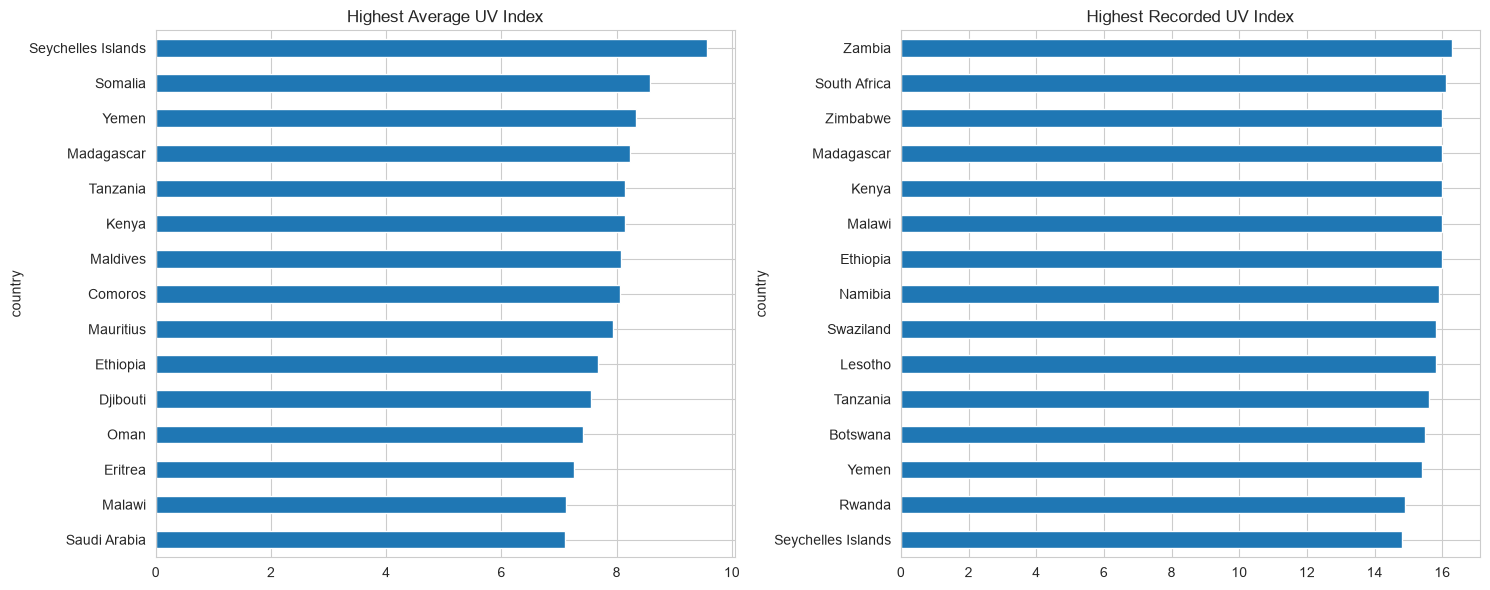 Highest Average UV Index
Seychelles Islands
Somalia
Yemen
Madagascar
Tanzania
Kenya
Maldives
Comoros
Mauritius
Ethiopia
Djibouti
Oman
Eritrea
Malawi
Saudi Arabia
country
0 2 4 6 8 10
Highest Recorded UV Index
Zambia
South Africa
Zimbabwe
Madagascar
Kenya
Malawi
Ethiopia
Namibia
Swaziland
Lesotho
Tanzania
Botswana
Yemen
Rwanda
Seychelles Islands
country
0 2 4 6 8 10 12 14 16